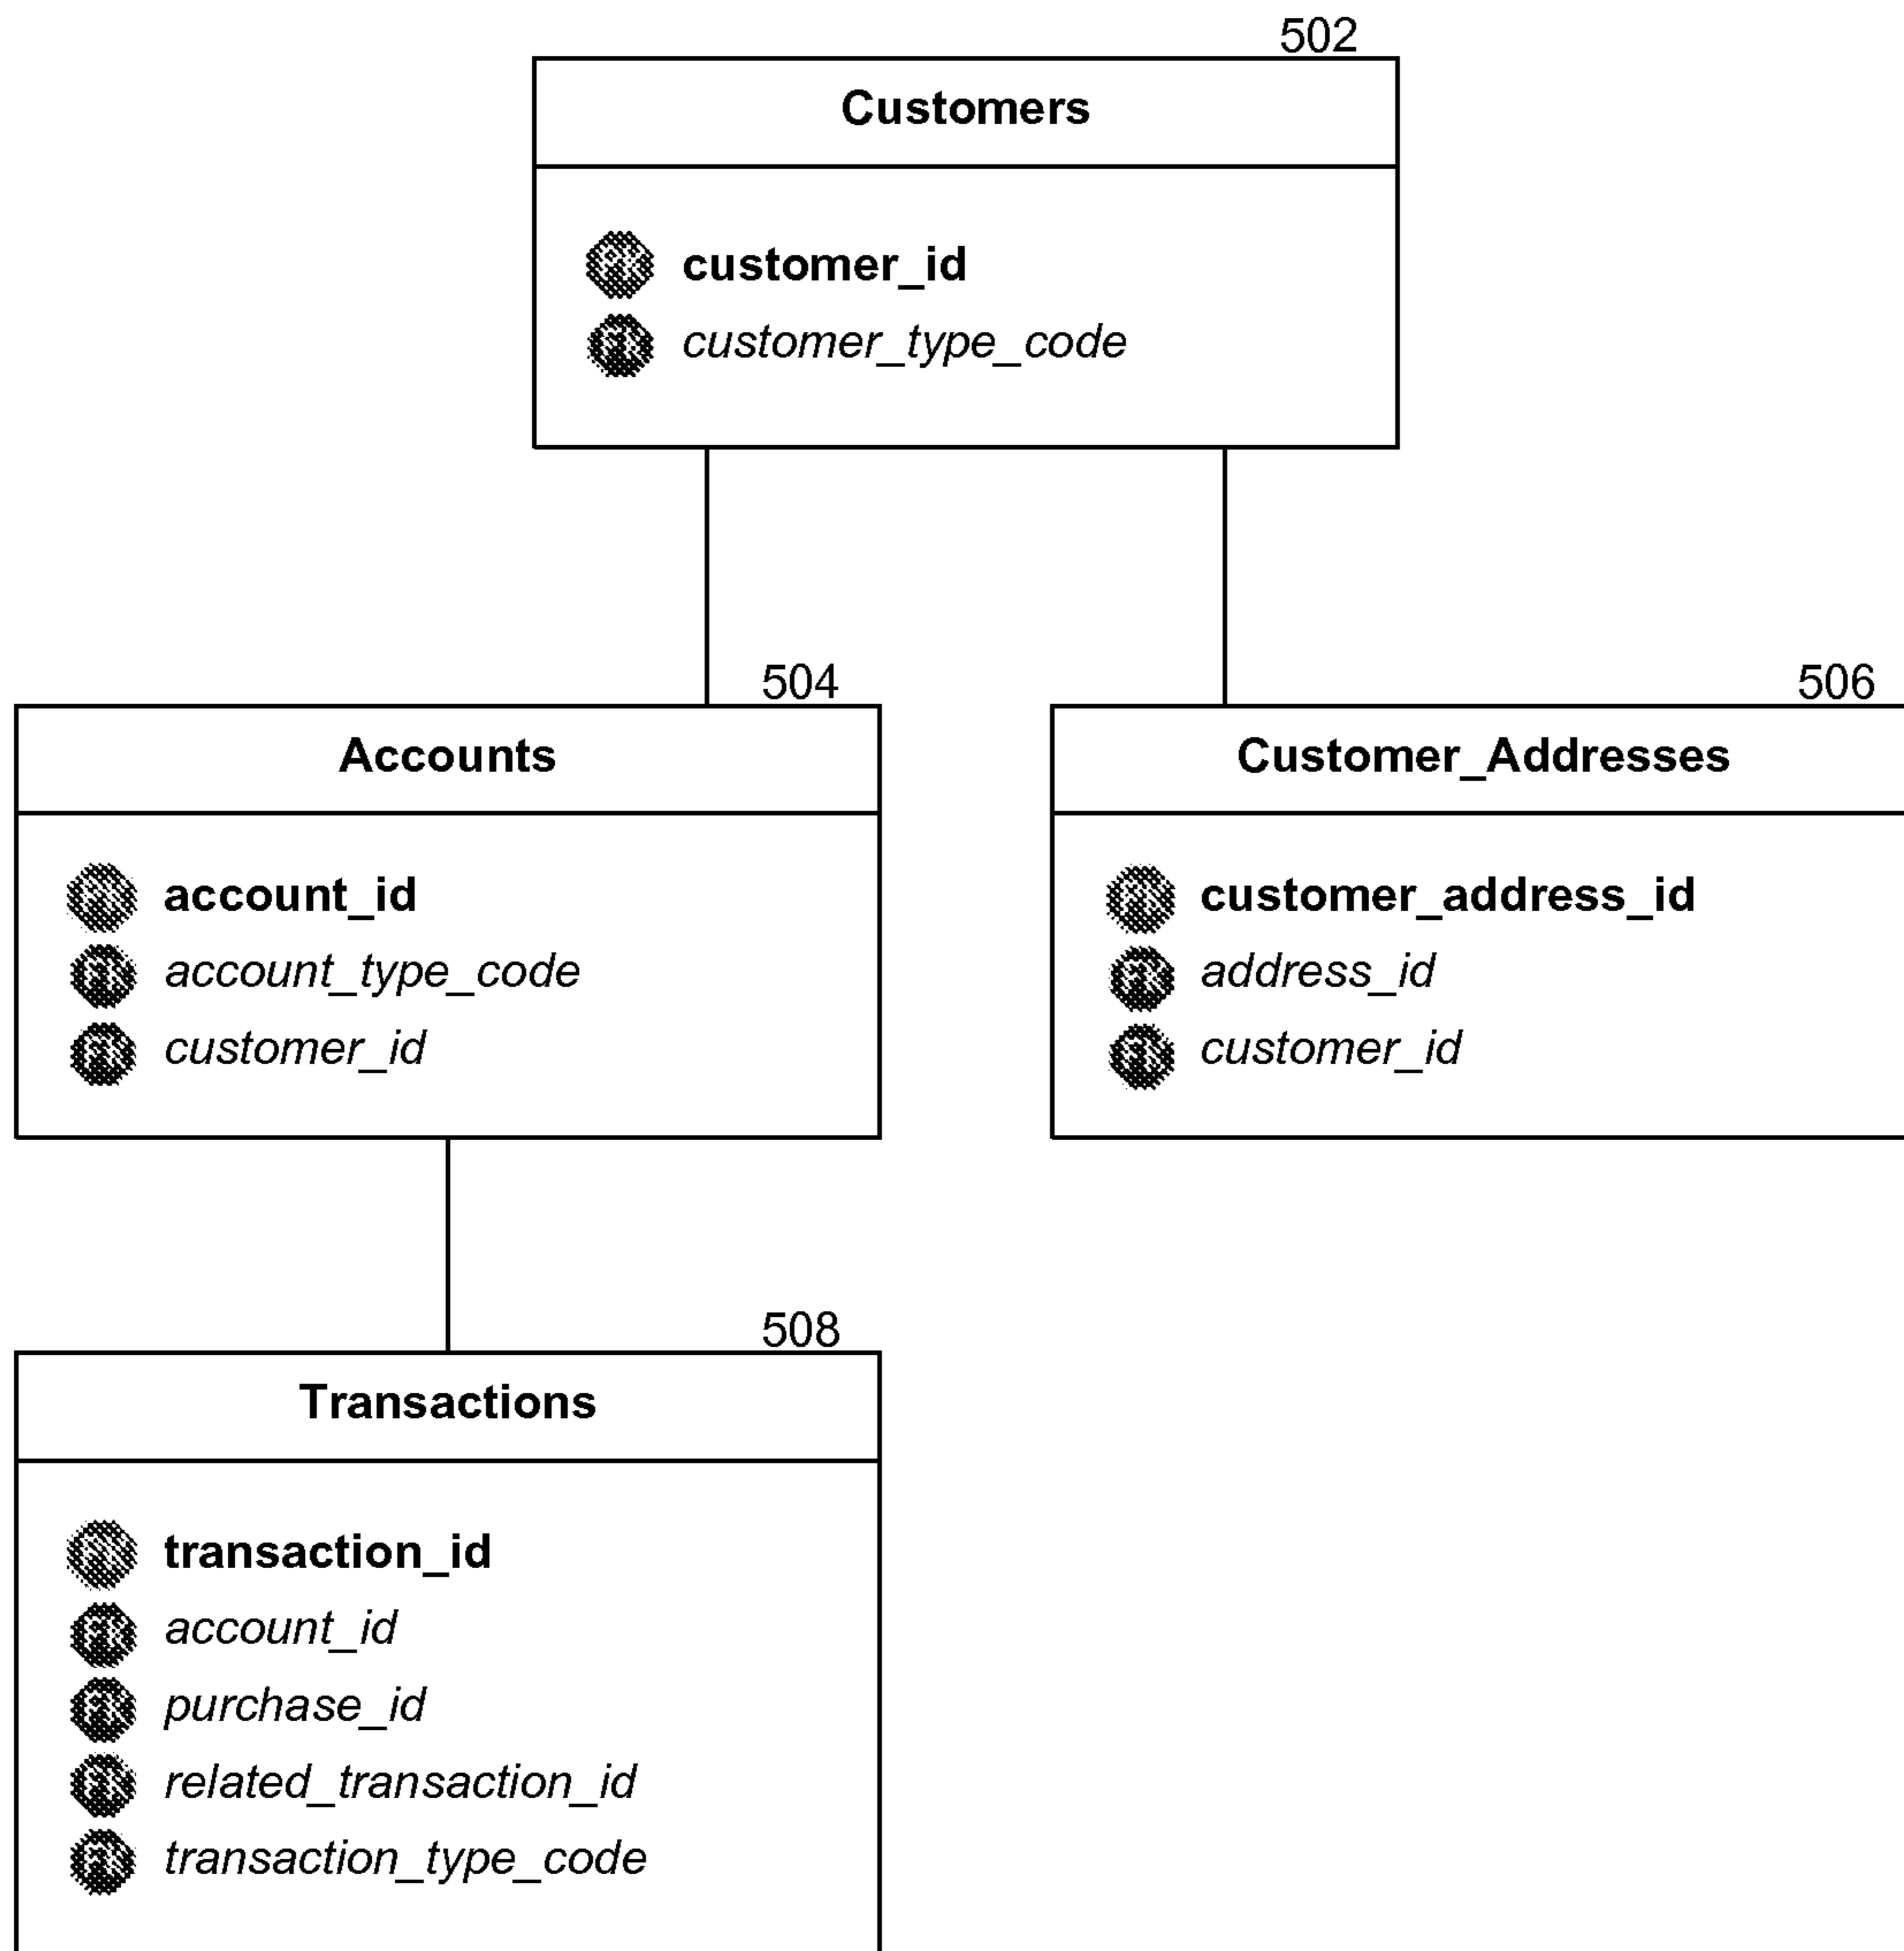 502
Customers
customer_id
customer_type_code
504
Accounts
account_id
account_type_code
customer_id
506
Customer_Addresses
customer_address_id
address_id
customer_id
508
Transactions
transaction_id
account_id
purchase_id
related_transaction_id
transaction_type_code